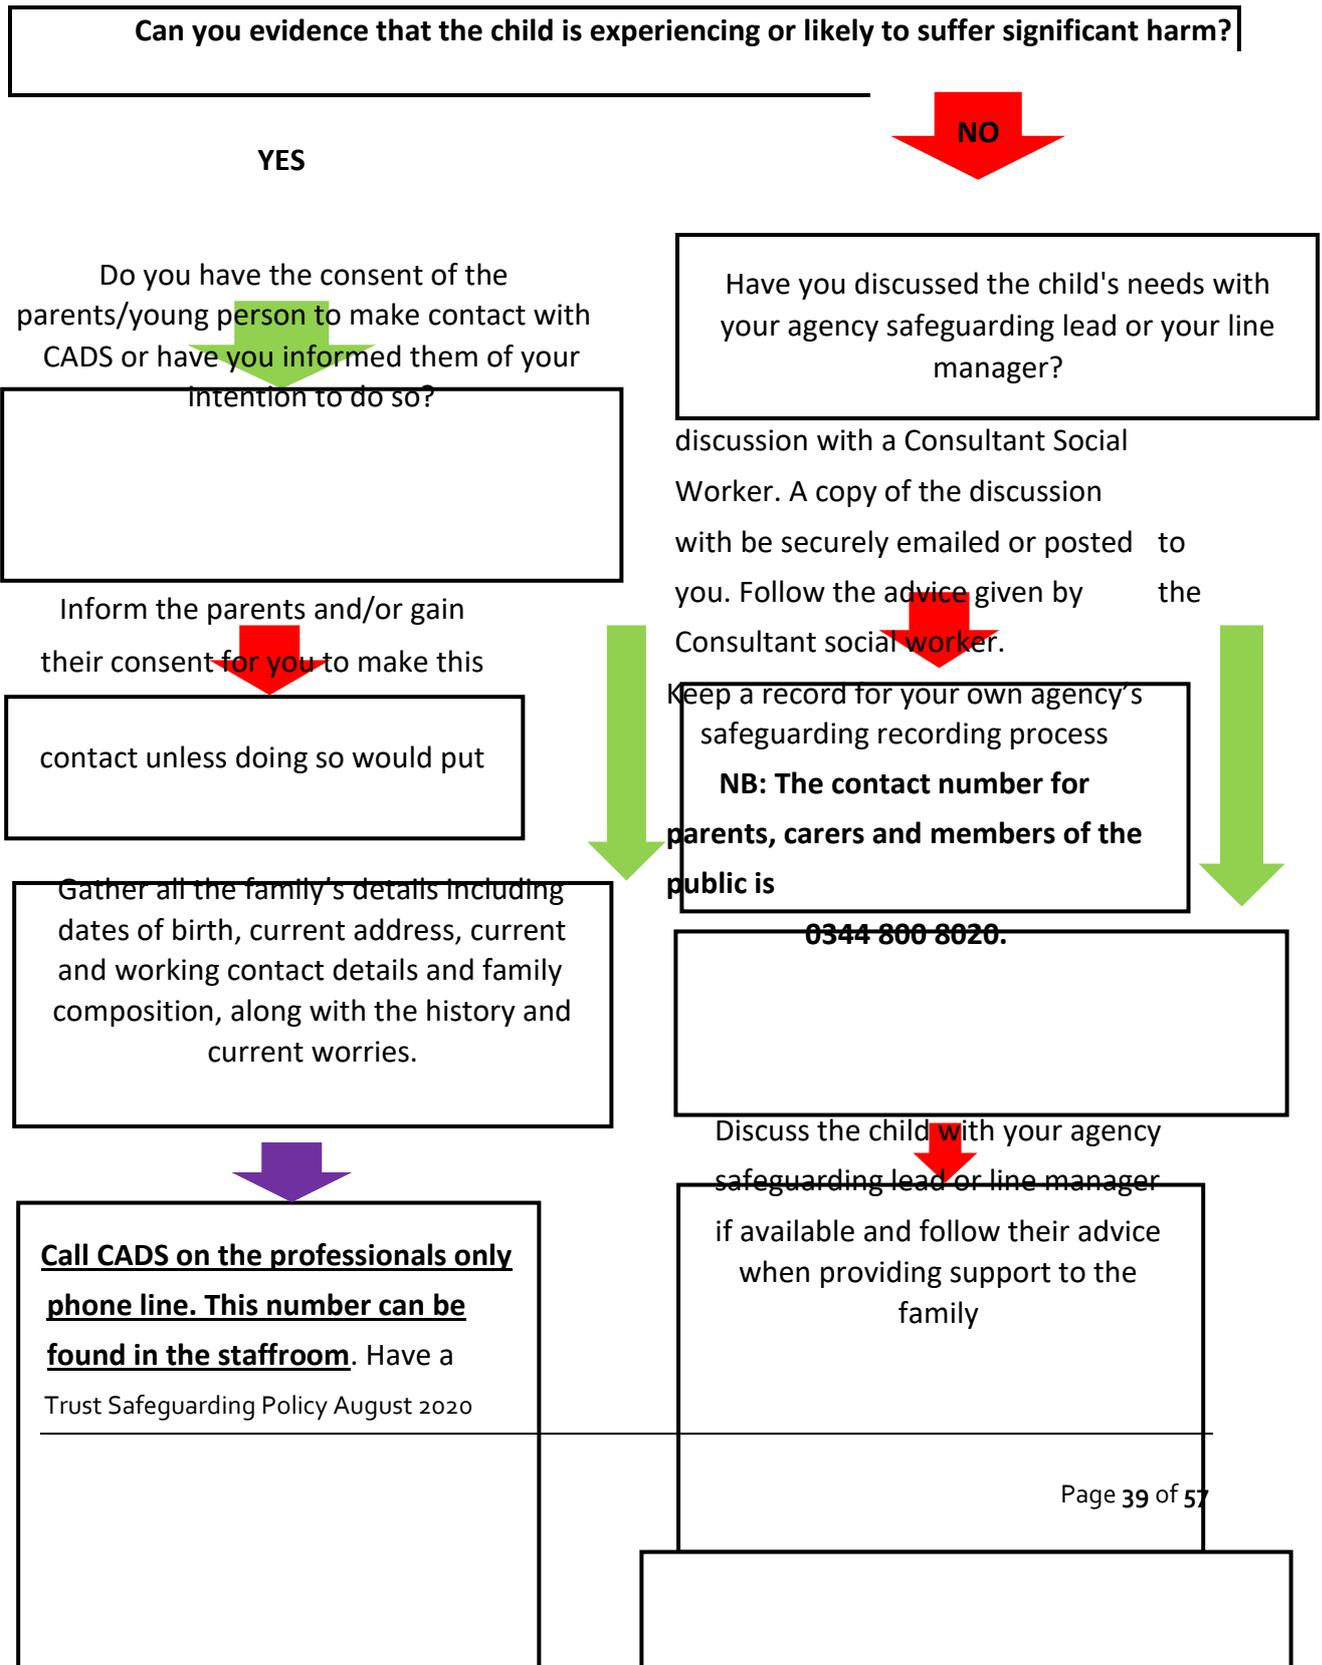 Can you evidence that the child is experiencing or likely to suffer significant harm?
NO
YES
Do you have the consent of the
parents/young person to make contact with
CADS or have you informed them of your
intention to do so?
Have you discussed the child's needs with
your agency safeguarding lead or your line
manager?
discussion with a Consultant Social
Worker. A copy of the discussion
with be securely emailed or posted to
you. Follow the advice given by the
Consultant social worker.
Inform the parents and/or gain
their consent for you to make this
contact unless doing so would put
Keep a record for your own agency’s
safeguarding recording process
NB: The contact number for
parents, carers and members of the
public is
0344 800 8020.
Gather all the family’s details including
dates of birth, current address, current
and working contact details and family
composition, along with the history and
current worries.
Discuss the child with your agency
safeguarding lead or line manager
if available and follow their advice
when providing support to the
family
Call CADS on the professionals only
phone line. This number can be
found in the staffroom. Have a
Trust Safeguarding Policy August 2020
Page 39 of 57